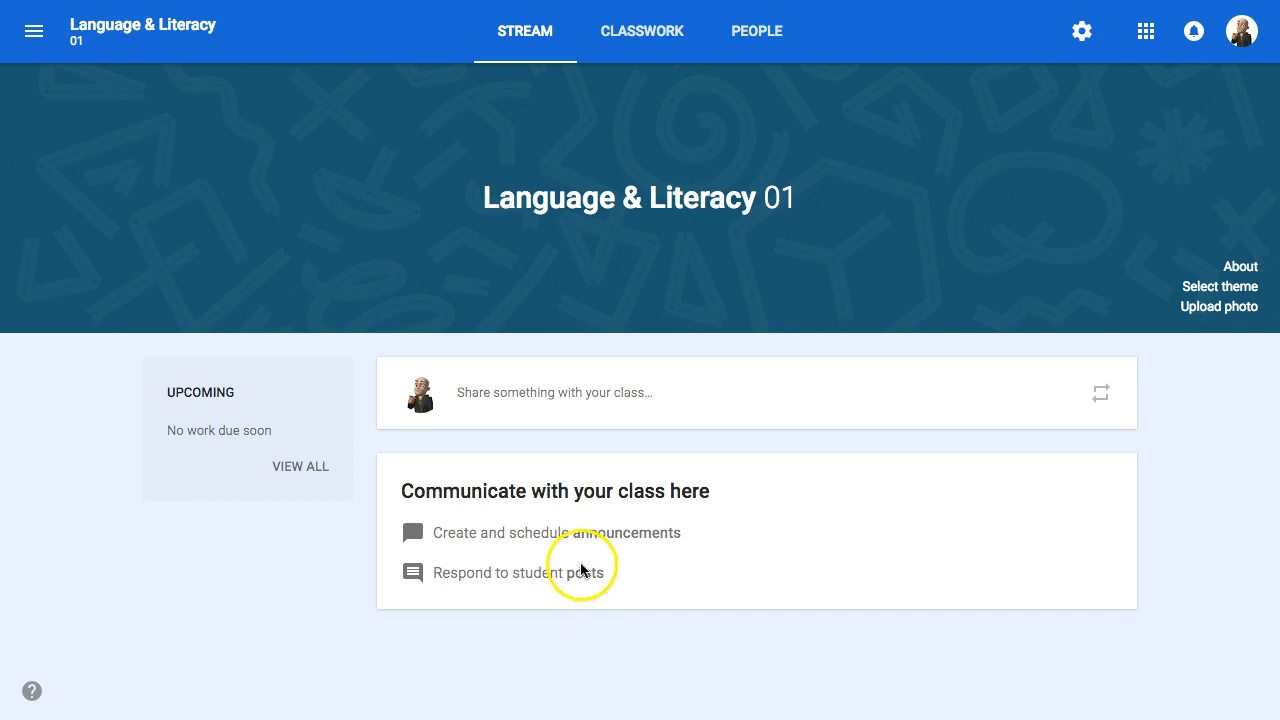 Language & Literacy
01
STREAM
CLASSWORK
PEOPLE
Language & Literacy 01
About
Select theme
Upload photo
UPCOMING
No work due soon
VIEW ALL
Share something with your class...
Communicate with your class here
Create and schedule announcements
Respond to student posts